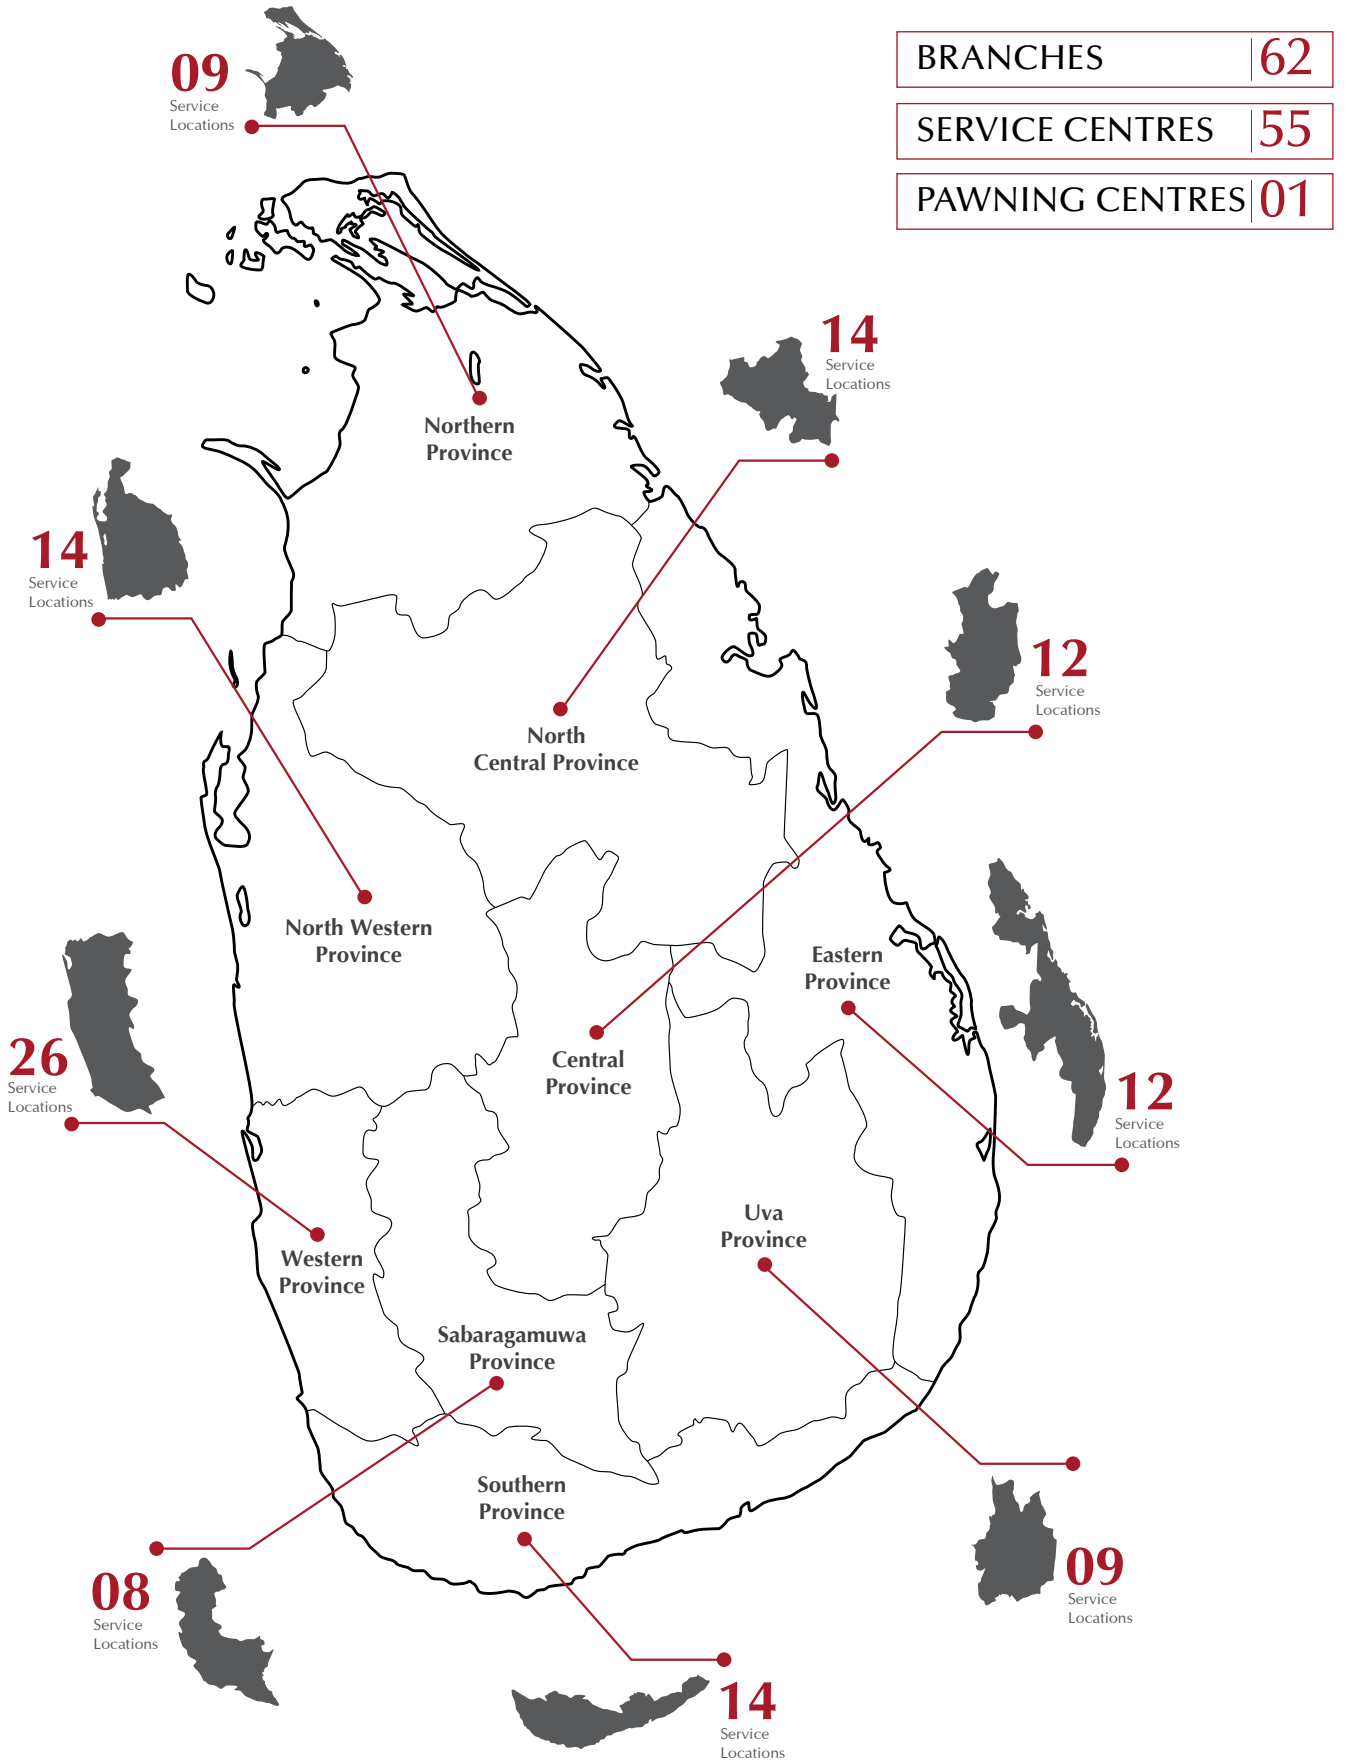 BRANCHES 62
SERVICE CENTRES 55
PAWNING CENTRES 01
09
Service
Locations
Northern
Province
14
Service
Locations
North
Central Province
14
Service
Locations
North Western
Province
12
Service
Locations
Central
Province
Eastern
Province
12
Service
Locations
26
Service
Locations
Western
Province
Uva
Province
09
Service
Locations
Sabaragamuwa
Province
08
Service
Locations
Southern
Province
14
Service
Locations